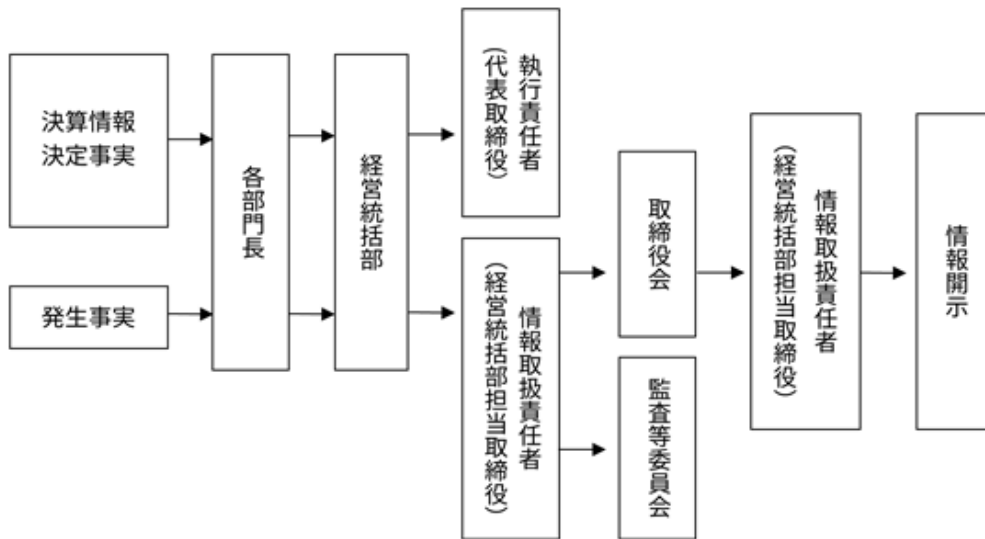 決算情報
決定事実
発生事実
各部門長
経営統括部
執行責任者
(代表取締役)
情報取扱責任者
(経営統括部担当取締役)
取締役会
監査等委員会
情報取扱責任者
(経営統括部担当取締役)
情報開示